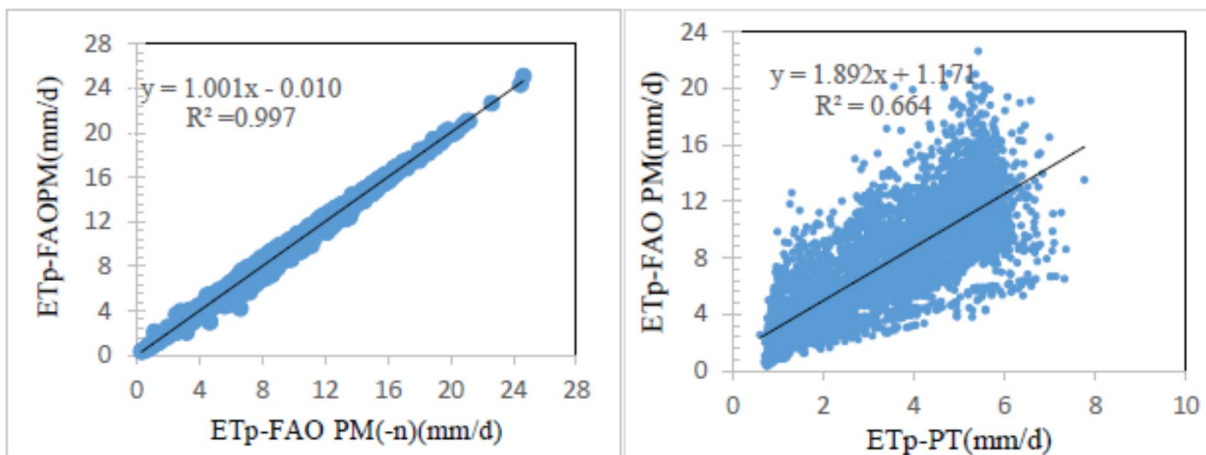 28
24
20
16
12
8
4
0
ETp-FAOPM(mm/d)
y = 1.001x - 0.010
R² =0.997
0 4 8 12 16 20 24 28
ETp-FAO PM(-n)(mm/d)
24
20
16
12
8
4
0
ETp-FAO PM(mm/d)
y = 1.892x + 1.171
R² = 0.664
0 2 4 6 8 10
ETp-PT(mm/d)